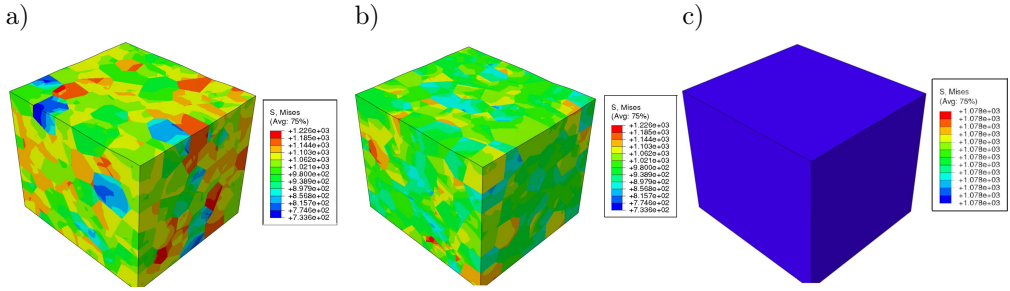 a)
b)
c)
S, Mises
(Avg: 75%)
+1.226e+03
+1.185e+03
+1.144e+03
+1.103e+03
+1.062e+03
+1.021e+03
+9.800e+02
+9.389e+02
+8.979e+02
+8.568e+02
+8.157e+02
+7.746e+02
+7.336e+02
S, Mises
(Avg: 75%)
+1.226e+03
+1.185e+03
+1.144e+03
+1.103e+03
+1.062e+03
+1.021e+03
+9.800e+02
+9.389e+02
+8.979e+02
+8.568e+02
+8.157e+02
+7.746e+02
+7.336e+02
S, Mises
(Avg: 75%)
+1.078e+03
+1.078e+03
+1.078e+03
+1.078e+03
+1.078e+03
+1.078e+03
+1.078e+03
+1.078e+03
+1.078e+03
+1.078e+03
+1.078e+03
+1.078e+03
+1.078e+03